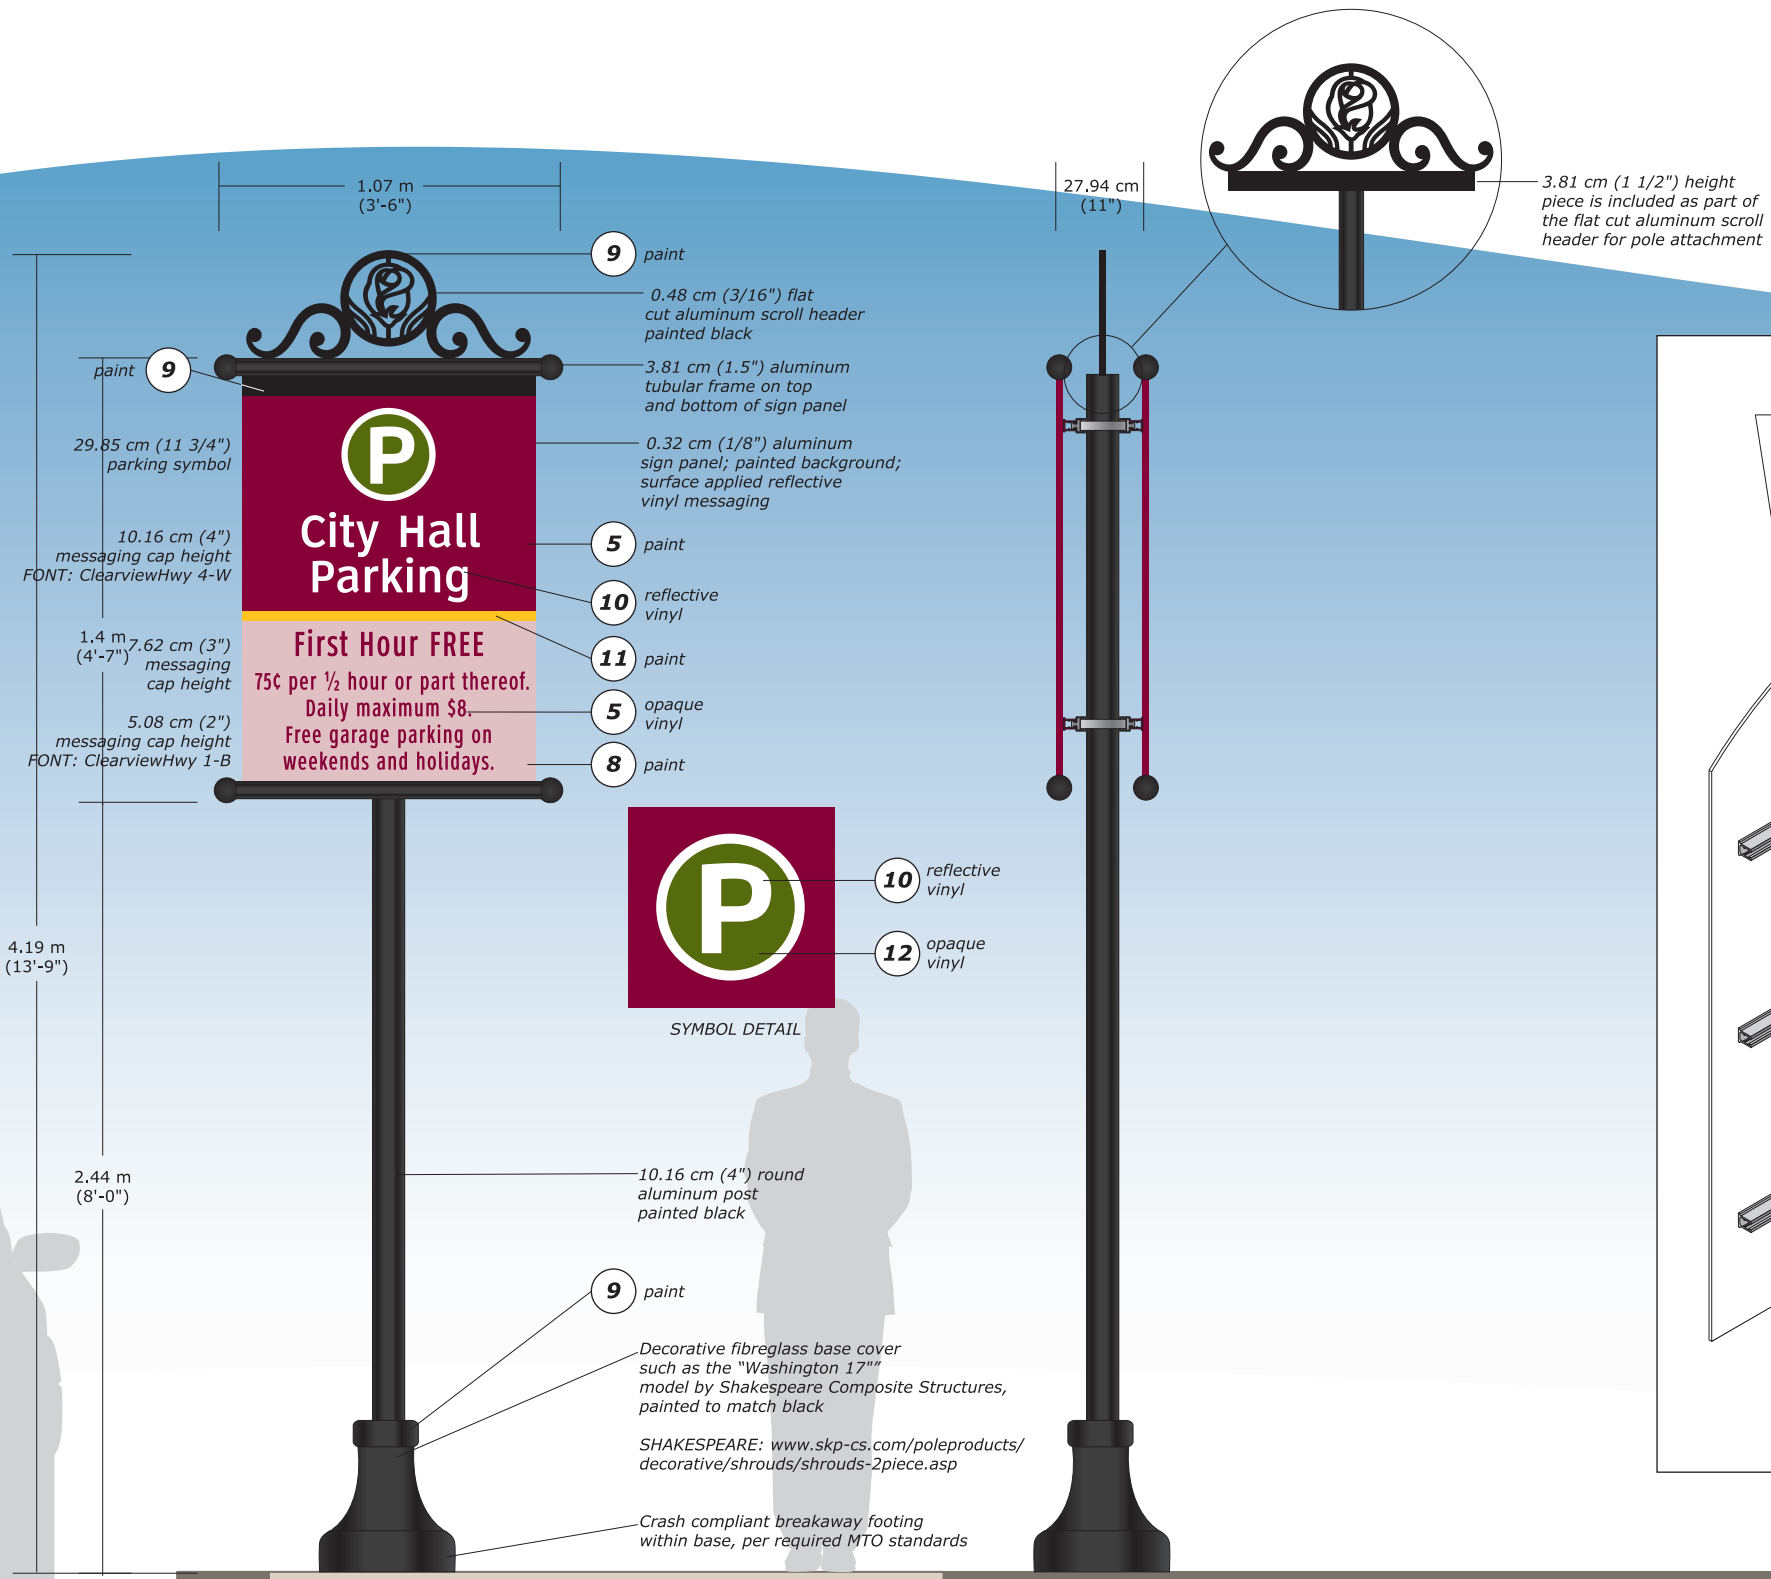 1.07 m
(3'-6")
27.94 cm
(11")
3.81 cm (1 1/2") height
piece is included as part of
the flat cut aluminum scroll
header for pole attachment
9 paint
0.48 cm (3/16") flat
cut aluminum scroll header
painted black
paint 9
3.81 cm (1.5") aluminum
tubular frame on top
and bottom of sign panel
29.85 cm (11 3/4")
parking symbol
P
0.32 cm (1/8") aluminum
sign panel; painted background;
surface applied reflective
vinyl messaging
City Hall
Parking
10.16 cm (4")
messaging cap height
FONT: ClearviewHwy 4-W
5 paint
10 reflective
vinyl
1.4 m
(4'-7")
7.62 cm (3")
messaging
cap height
First Hour FREE
11 paint
75¢ per ½ hour or part thereof.
Daily maximum $8.
Free garage parking on
weekends and holidays.
5 opaque
vinyl
5.08 cm (2")
messaging cap height
FONT: ClearviewHwy 1-B
8 paint
P
10 reflective
vinyl
12 opaque
vinyl
SYMBOL DETAIL
4.19 m
(13'-9")
2.44 m
(8'-0")
10.16 cm (4") round
aluminum post
painted black
9 paint
Decorative fibreglass base cover
such as the “Washington 17"”
model by Shakespeare Composite Structures,
painted to match black
SHAKESPEARE: www.skp-cs.com/poleproducts/
decorative/shrouds/shrouds-2piece.asp
Crash compliant breakaway footing
within base, per required MTO standards